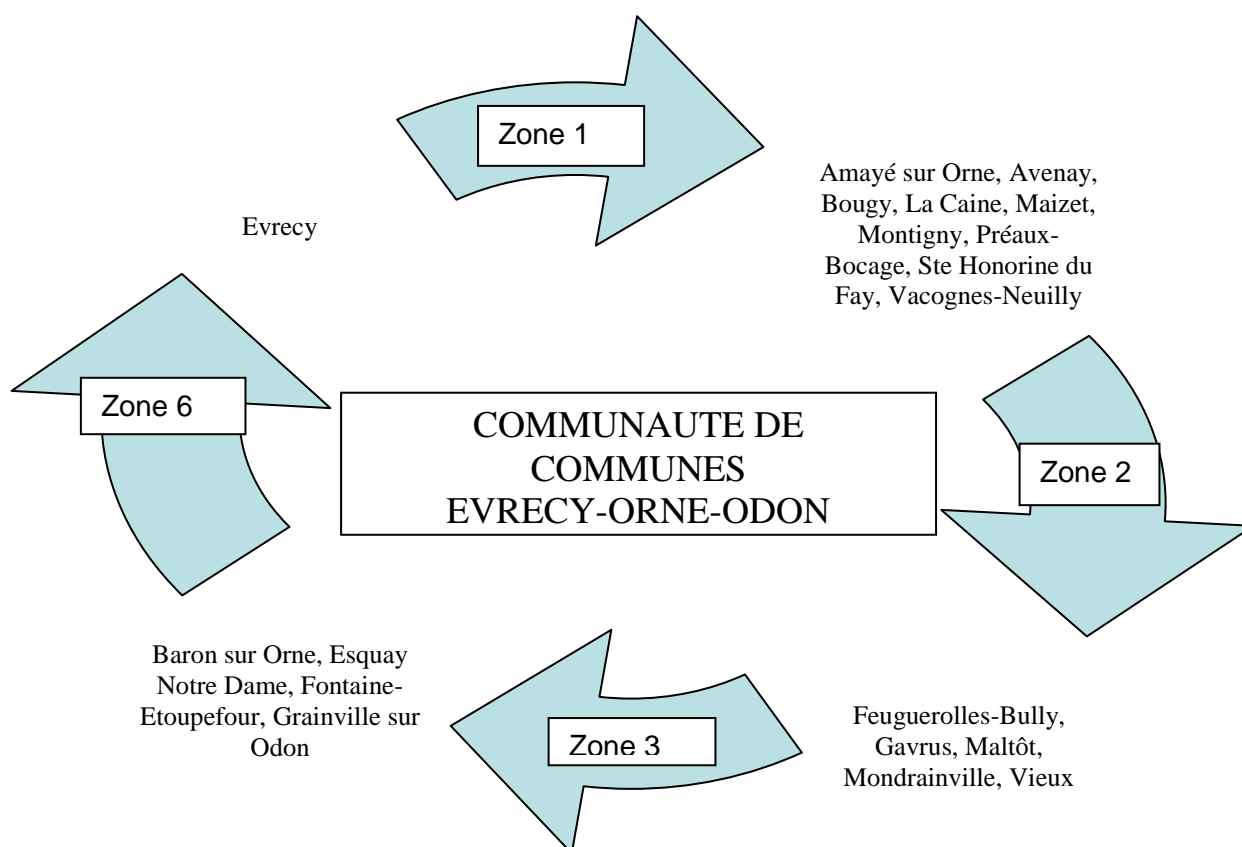 Zone 1
Evrecy
Amayé sur Orne, Avenay,
Bougy, La Caine, Maizet,
Montigny, Préaux-
Bocage, Ste Honorine du
Fay, Vacognes-Neuilly
Zone 6
COMMUNAUTE DE
COMMUNES
EVRECY-ORNE-ODON
Zone 2
Baron sur Orne, Esquay
Notre Dame, Fontaine-
Etoupefour, Grainville sur
Odon
Zone 3
Feuguerolles-Bully,
Gavrus, Maltôt,
Mondrainville, Vieux